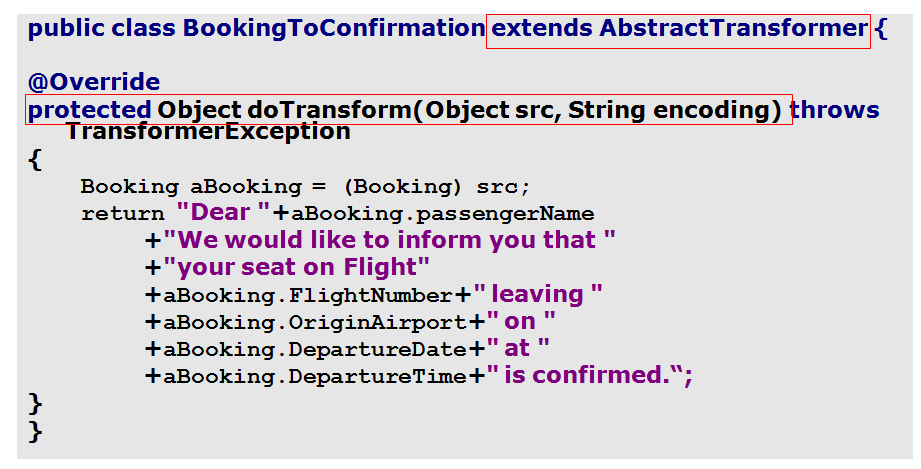 public class BookingToConfirmation extends AbstractTransformer {
@Override
protected Object doTransform(Object src, String encoding) throws
TransformerException
{
Booking aBooking = (Booking) src;
return "Dear "+aBooking.passengerName
+"We would like to inform you that "
+"your seat on Flight"
+aBooking.FlightNumber+" leaving "
+aBooking.OriginAirport+" on "
+aBooking.DepartureDate+" at "
+aBooking.DepartureTime+" is confirmed.“;
}
}